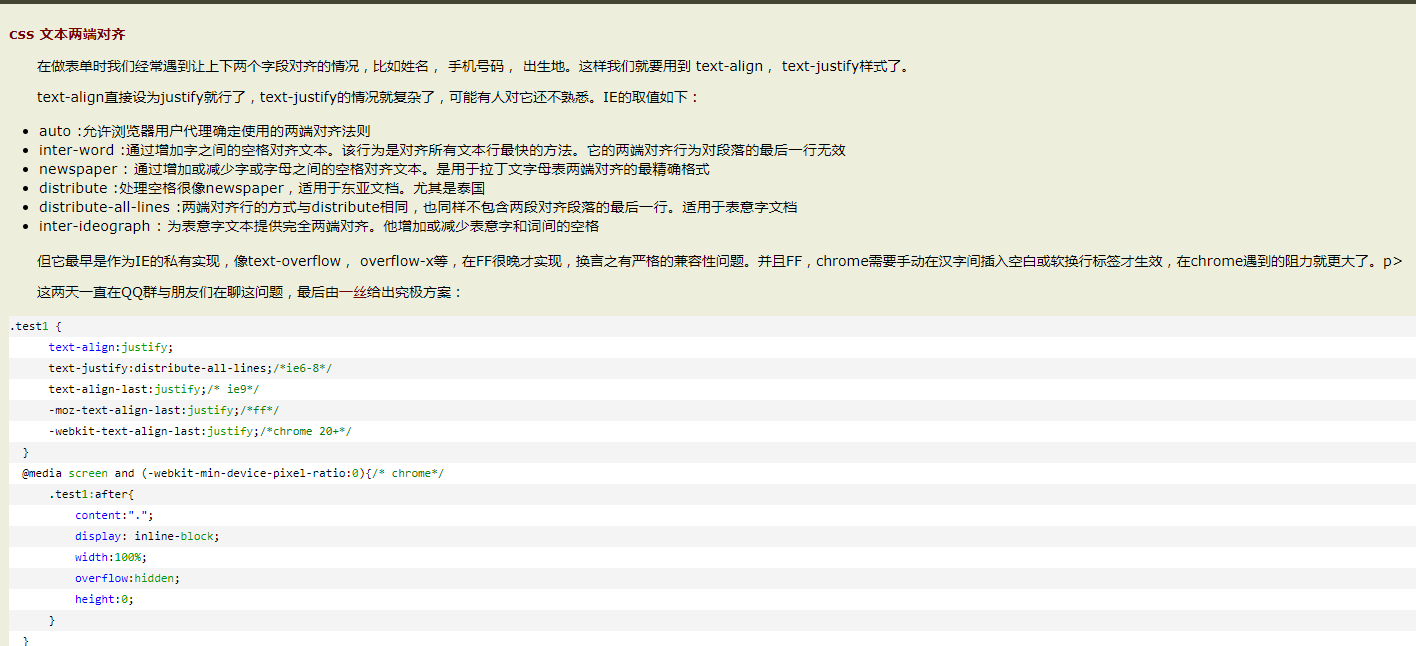 css 文本两端对齐
在做表单时我们经常遇到让上下两个字段对齐的情况，比如姓名， 手机号码， 出生地。这样我们就要用到 text-align， text-justify样式了。
text-align直接设为justify就行了，text-justify的情况就复杂了，可能有人对它还不熟悉。IE的取值如下：
auto :允许浏览器用户代理确定使用的两端对齐法则
inter-word :通过增加字之间的空格对齐文本。该行为是对齐所有文本行最快的方法。它的两端对齐行为对段落的最后一行无效
newspaper : 通过增加或减少字或字母之间的空格对齐文本。是用于拉丁文字母表两端对齐的最精确格式
distribute :处理空格很像newspaper，适用于东亚文档。尤其是泰国
distribute-all-lines :两端对齐行的方式与distribute相同，也同样不包含两段对齐段落的最后一行。适用于表意字文档
inter-ideograph : 为表意字文本提供完全两端对齐。他增加或减少表意字和词间的空格
但它最早是作为IE的私有实现，像text-overflow， overflow-x等，在FF很晚才实现，换言之有严格的兼容性问题。并且FF，chrome需要手动在汉字间插入空白或软换行标签才生效，在chrome遇到的阻力就更大了。p>
这两天一直在QQ群与朋友们在聊这问题，最后由一丝给出究极方案：
.test1 {
text-align:justify;
text-justify:distribute-all-lines;/*ie6-8*/
text-align-last:justify;/* ie9*/
-moz-text-align-last:justify;/*ff*/
-webkit-text-align-last:justify;/*chrome 20+*/
}
@media screen and (-webkit-min-device-pixel-ratio:0){/* chrome*/
.test1:after{
content:".";
display: inline-block;
width:100%;
overflow:hidden;
height:0;
}
}